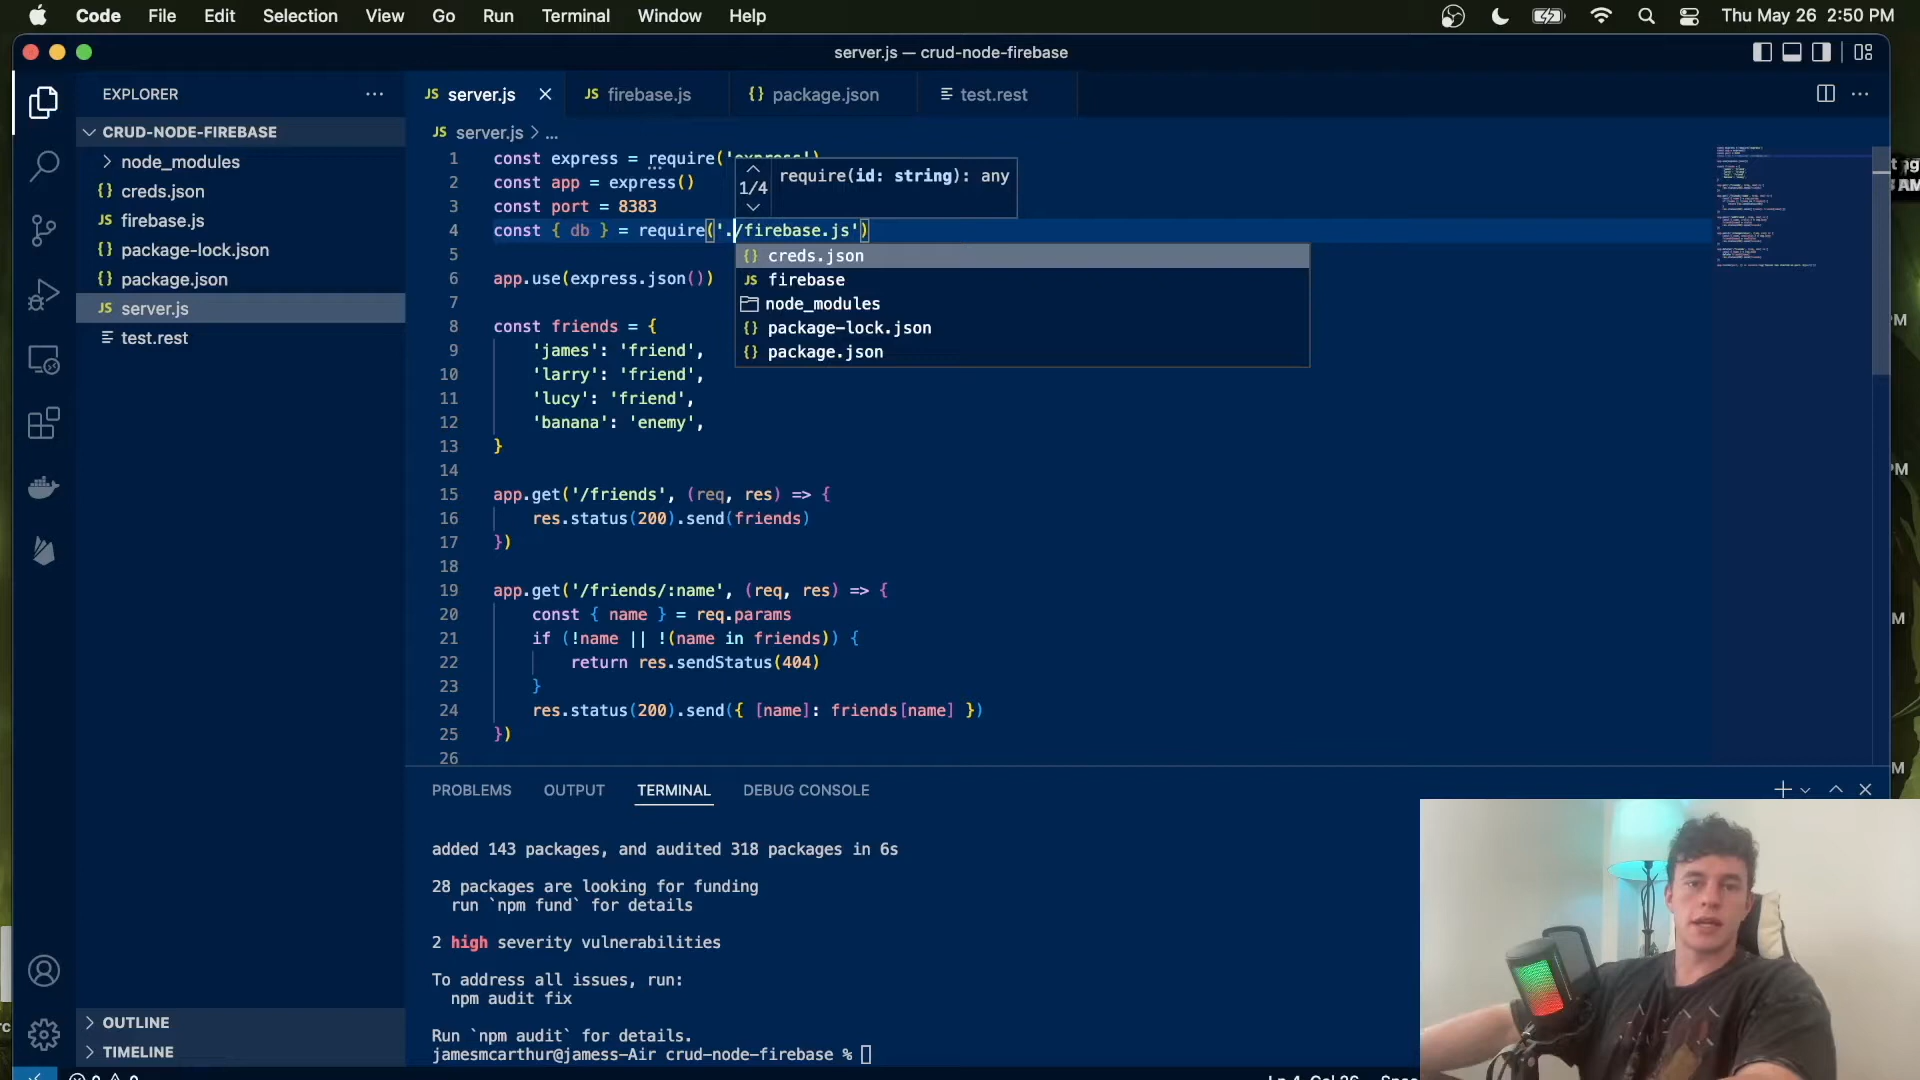 Code File Edit Selection View Go Run Terminal Window Help Thu May 26 2:50 PM
server.js — crud-node-firebase
EXPLORER
CRUD-NODE-FIREBASE
node_modules
{} creds.json
JS firebase.js
{} package-lock.json
{} package.json
JS server.js
test.rest
OUTLINE
TIMELINE
JS server.js JS firebase.js {} package.json test.rest
JS server.js > ...
1 const express = require('express')
2 const app = express()
3 const port = 8383
4 const { db } = require('./firebase.js')
5
6 app.use(express.json())
7
8 const friends = {
9 'james': 'friend',
10 'larry': 'friend',
11 'lucy': 'friend',
12 'banana': 'enemy',
13 }
14
15 app.get('/friends', (req, res) => {
16 res.status(200).send(friends)
17 })
18
19 app.get('/friends/:name', (req, res) => {
20 const { name } = req.params
21 if (!name || !(name in friends)) {
22 return res.sendStatus(404)
23 }
24 res.status(200).send({ [name]: friends[name] })
25 })
26
1/4 require(id: string): any
{} creds.json
JS firebase
node_modules
{} package-lock.json
{} package.json
PROBLEMS OUTPUT TERMINAL DEBUG CONSOLE
added 143 packages, and audited 318 packages in 6s
28 packages are looking for funding
run `npm fund` for details
2 high severity vulnerabilities
To address all issues, run:
npm audit fix
Run `npm audit` for details.
jamesmcarthur@jamess-Air crud-node-firebase %